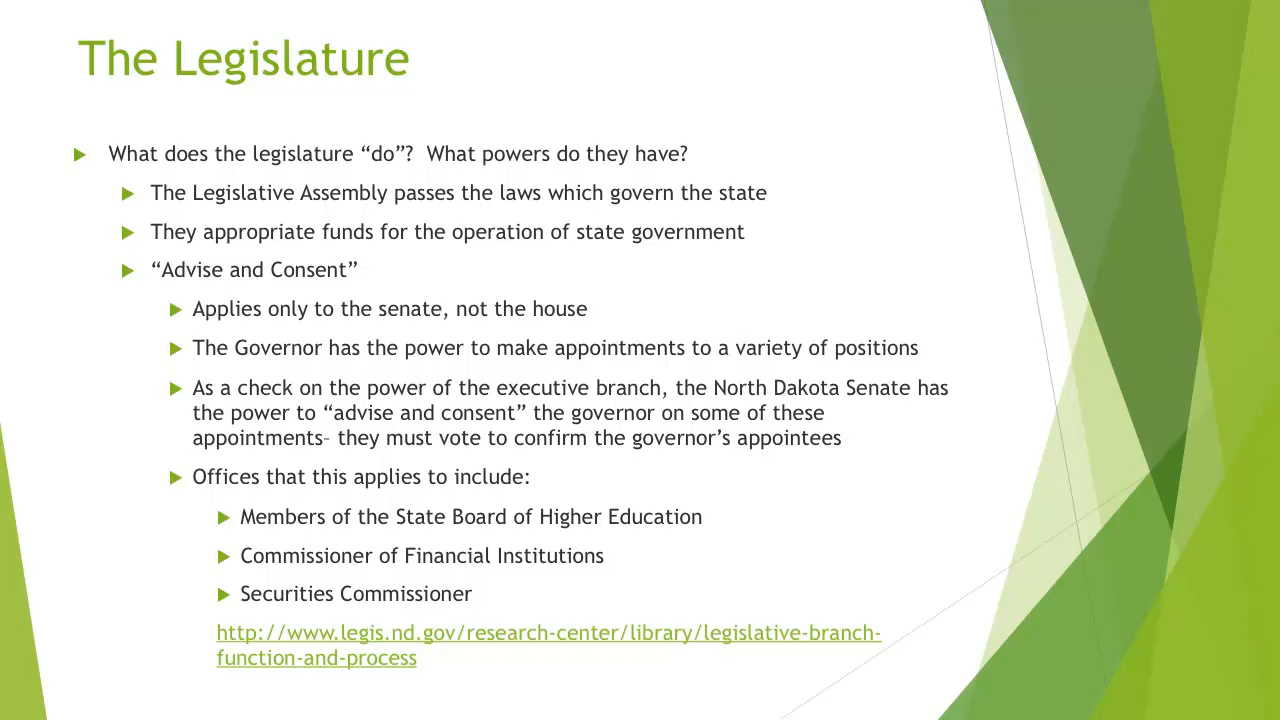 The Legislature
What does the legislature “do”?  What powers do they have?
The Legislative Assembly passes the laws which govern the state
They appropriate funds for the operation of state government
“Advise and Consent”
Applies only to the senate, not the house
The Governor has the power to make appointments to a variety of positions
As a check on the power of the executive branch, the North Dakota Senate has
the power to “advise and consent” the governor on some of these
appointments– they must vote to confirm the governor’s appointees
Offices that this applies to include:
Members of the State Board of Higher Education
Commissioner of Financial Institutions
Securities Commissioner
http://www.legis.nd.gov/research-center/library/legislative-branch-
function-and-process